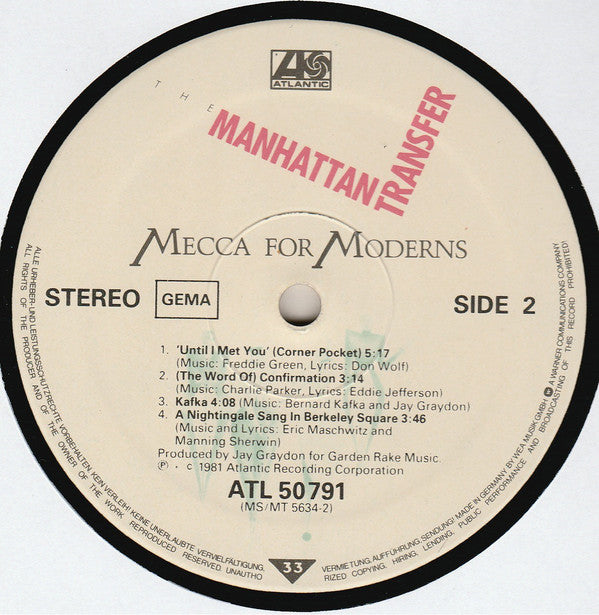 ATLANTIC
THE
MANHATTAN
TRANSFER
MECCA FOR MODERNS
STEREO
GEMA
SIDE 2
1. 'Until I Met You' (Corner Pocket) 5:17
(Music: Freddie Green, Lyrics: Don Wolf)
2. (The Word Of) Confirmation 3:14
(Music: Charlie Parker, Lyrics: Eddie Jefferson)
3. Kafka 4:08 (Music: Bernard Kafka and Jay Graydon)
4. A Nightingale Sang In Berkeley Square 3:46
(Music and Lyrics: Eric Maschwitz and
Manning Sherwin)
Produced by Jay Graydon for Garden Rake Music.
Ⓟ · c 1981 Atlantic Recording Corporation
ATL 50 791
(MS/MT 5634-2)
33
ALLE URHEBER- UND LEISTUNGSSCHUTZRECHTE VORBEHALTEN. KEIN VERLEIH! KEINE UNERLAUBTE VERVIELFÄLTIGUNG,
VERMIETUNG, AUFFÜHRUNG, SENDUNG! MADE IN GERMANY BY WEA MUSIK GMBH. A WARNER COMMUNICATIONS COMPANY
ALL RIGHTS OF THE PRODUCER AND OF THE OWNER OF THE WORK REPRODUCED RESERVED. UNAUTHO
RIZED COPYING, HIRING, LENDING, PUBLIC PERFORMANCE AND BROADCASTING OF THIS RECORD PROHIBITED!